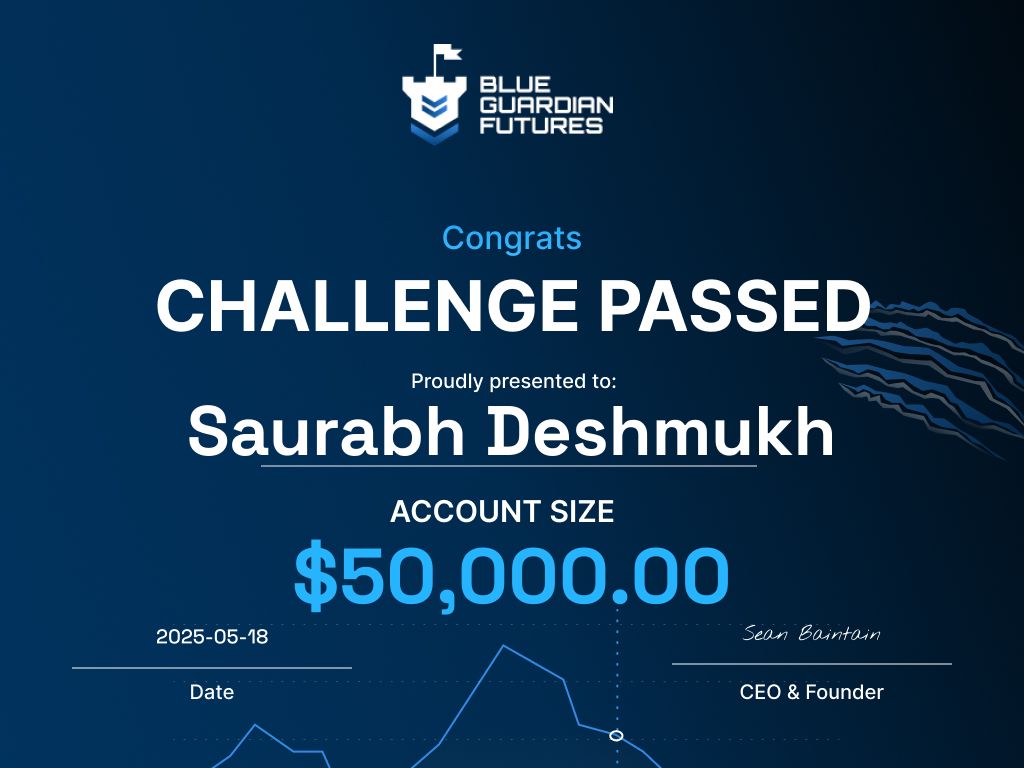 BLUE
GUARDIAN
FUTURES
Congrats
CHALLENGE PASSED
Proudly presented to:
Saurabh Deshmukh
ACCOUNT SIZE
$50,000.00
2025-05-18
Date
Sean Baintain
CEO & Founder